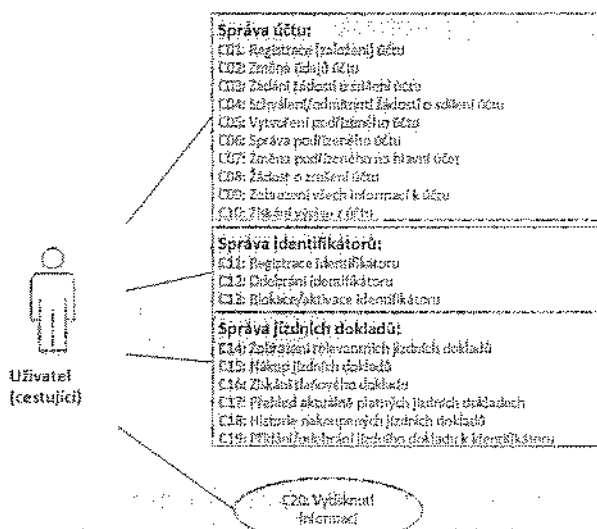 Správa účtu:
C01: Registrace (založení) účtu
C02: Změna údajů účtu
C03: Zadání žádosti o sdílení účtu
C04: Schválení/odmítnutí žádosti o sdílení účtu
C05: Vytvoření podřízeného účtu
C06: Správa podřízeného účtu
C07: Změna podřízeného na hlavní účet
C08: Žádost o zrušení účtu
C09: Zobrazení všech informací k účtu
C10: Získání výpisu z účtu
Správa identifikátorů:
C11: Registrace identifikátoru
C12: Odebrání identifikátoru
C13: Blokace/aktivace identifikátoru
Správa jízdních dokladů:
C14: Zobrazení relevantních jízdních dokladů
C15: Nákup jízdních dokladů
C16: Získání daňového dokladu
C17: Přehled aktuálně platných jízdních dokladech
C18: Historie nakoupených jízdních dokladů
C19: Přidání/odebrání jízdního dokladu k identifikátoru
Uživatel
(cestující)
C20: Vytisknutí
informací